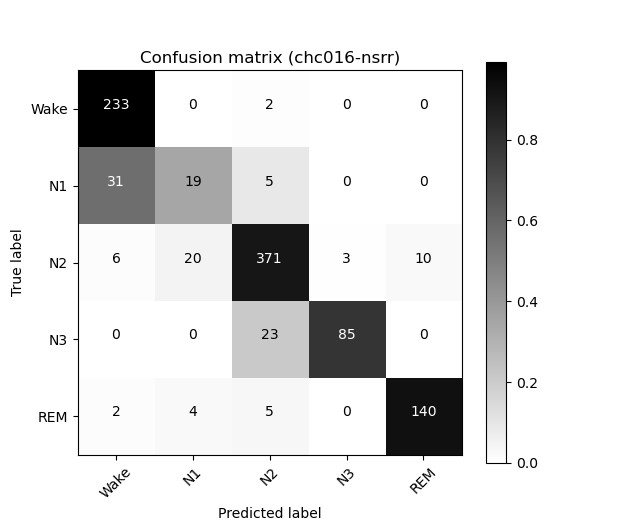 Confusion matrix (chc016-nsrr)
Wake 233 0 2 0 0
N1 31 19 5 0 0
N2 6 20 371 3 10
N3 0 0 23 85 0
REM 2 4 5 0 140
Wake N1 N2 N3 REM
Predicted label
True label
0.8
0.6
0.4
0.2
0.0